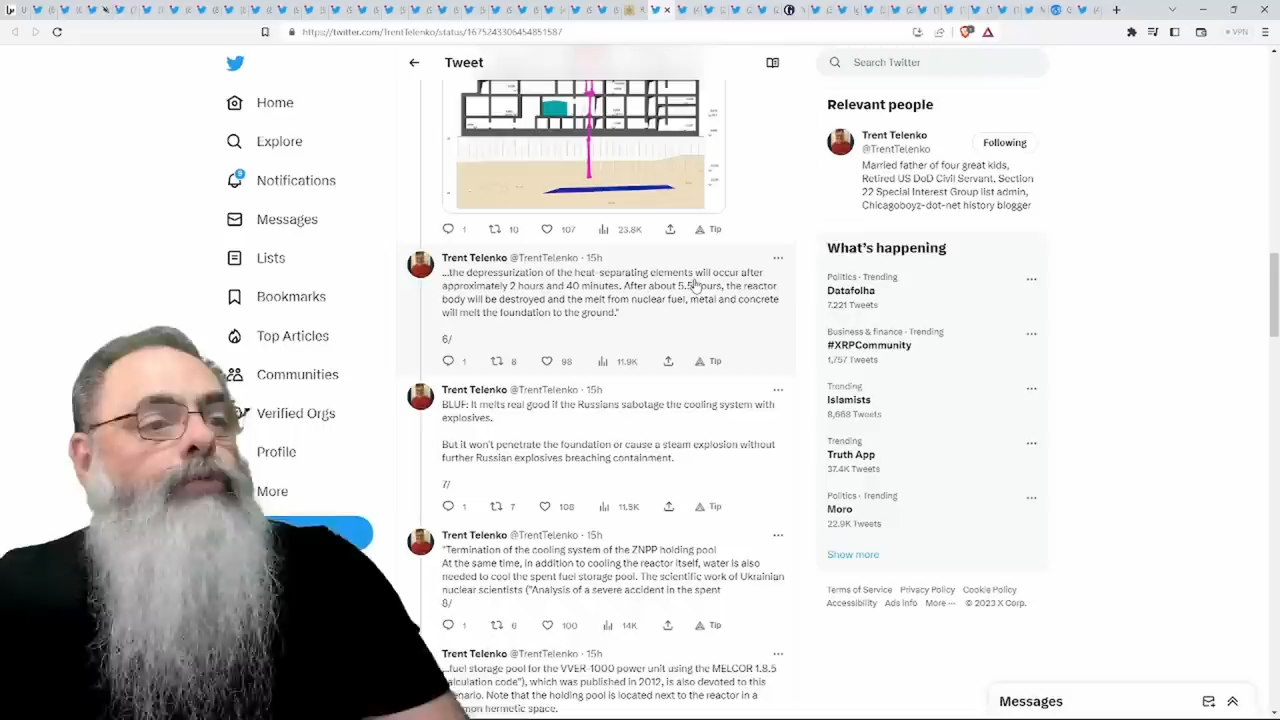 https://twitter.com/TrentTelenko/status/1675243306454851587
VPN
Home
Explore
9
Notifications
Messages
Lists
Bookmarks
Top Articles
Communities
Verified Orgs
Profile
More
Tweet
1 10 107 23.8K Tip
Trent Telenko @TrentTelenko · 15h
...the depressurization of the heat-separating elements will occur after
approximately 2 hours and 40 minutes. After about 5.5 hours, the reactor
body will be destroyed and the melt from nuclear fuel, metal and concrete
will melt the foundation to the ground."
6/
1 8 98 11.9K Tip
Trent Telenko @TrentTelenko · 15h
BLUF: It melts real good if the Russians sabotage the cooling system with
explosives.
But it won't penetrate the foundation or cause a steam explosion without
further Russian explosives breaching containment.
7/
1 7 108 11.5K Tip
Trent Telenko @TrentTelenko · 15h
"Termination of the cooling system of the ZNPP holding pool
At the same time, in addition to cooling the reactor itself, water is also
needed to cool the spent fuel storage pool. The scientific work of Ukrainian
nuclear scientists ("Analysis of a severe accident in the spent
8/
1 6 100 14K Tip
Trent Telenko @TrentTelenko · 15h
...fuel storage pool for the VVER-1000 power unit using the MELCOR 1.8.5
calculation code"), which was published in 2012, is also devoted to this
scenario. Note that the holding pool is located next to the reactor in a
common hermetic space.
Search Twitter
Relevant people
Trent Telenko
@TrentTelenko
Following
Married father of four great kids,
Retired US DoD Civil Servant, Section
22 Special Interest Group list admin,
Chicagoboyz-dot-net history blogger
What's happening
Politics · Trending
Datafolha
7,221 Tweets
Business & finance · Trending
#XRPCommunity
1,757 Tweets
Trending
Islamists
8,668 Tweets
Trending
Truth App
37.4K Tweets
Politics · Trending
Moro
22.9K Tweets
Show more
Terms of Service Privacy Policy Cookie Policy
Accessibility Ads Info More ··· © 2023 X Corp.
Messages